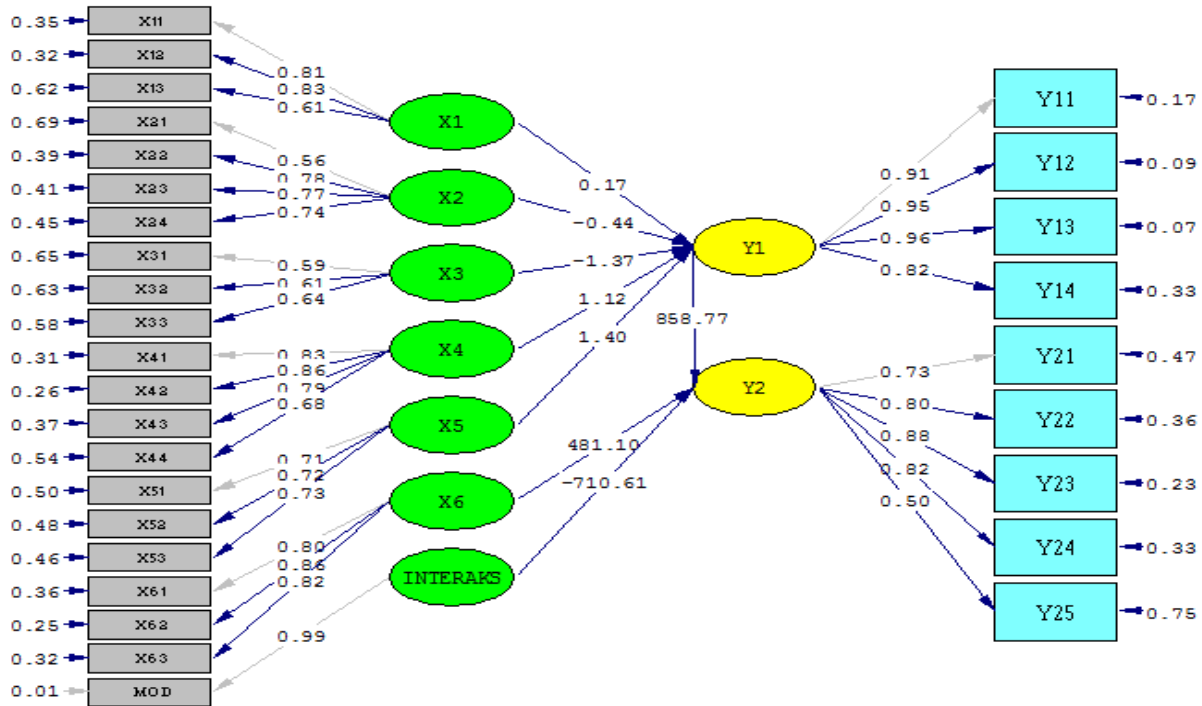 0.35 X11
0.32 X12
0.62 X13
0.69 X21
0.39 X22
0.41 X23
0.45 X24
0.65 X31
0.63 X32
0.58 X33
0.31 X41
0.26 X42
0.37 X43
0.54 X44
0.50 X51
0.48 X52
0.46 X53
0.36 X61
0.25 X62
0.32 X63
0.01 MOD
0.81
0.83
0.61
0.56
0.78
0.77
0.74
0.59
0.61
0.64
0.83
0.86
0.79
0.68
0.71
0.72
0.73
0.80
0.86
0.82
0.99
X1
X2
X3
X4
X5
X6
INTERAKS
0.17
-0.44
-1.37
1.12
1.40
858.77
481.10
-710.61
Y1
Y2
0.91
0.95
0.96
0.82
0.73
0.80
0.88
0.82
0.50
Y11 0.17
Y12 0.09
Y13 0.07
Y14 0.33
Y21 0.47
Y22 0.36
Y23 0.23
Y24 0.33
Y25 0.75